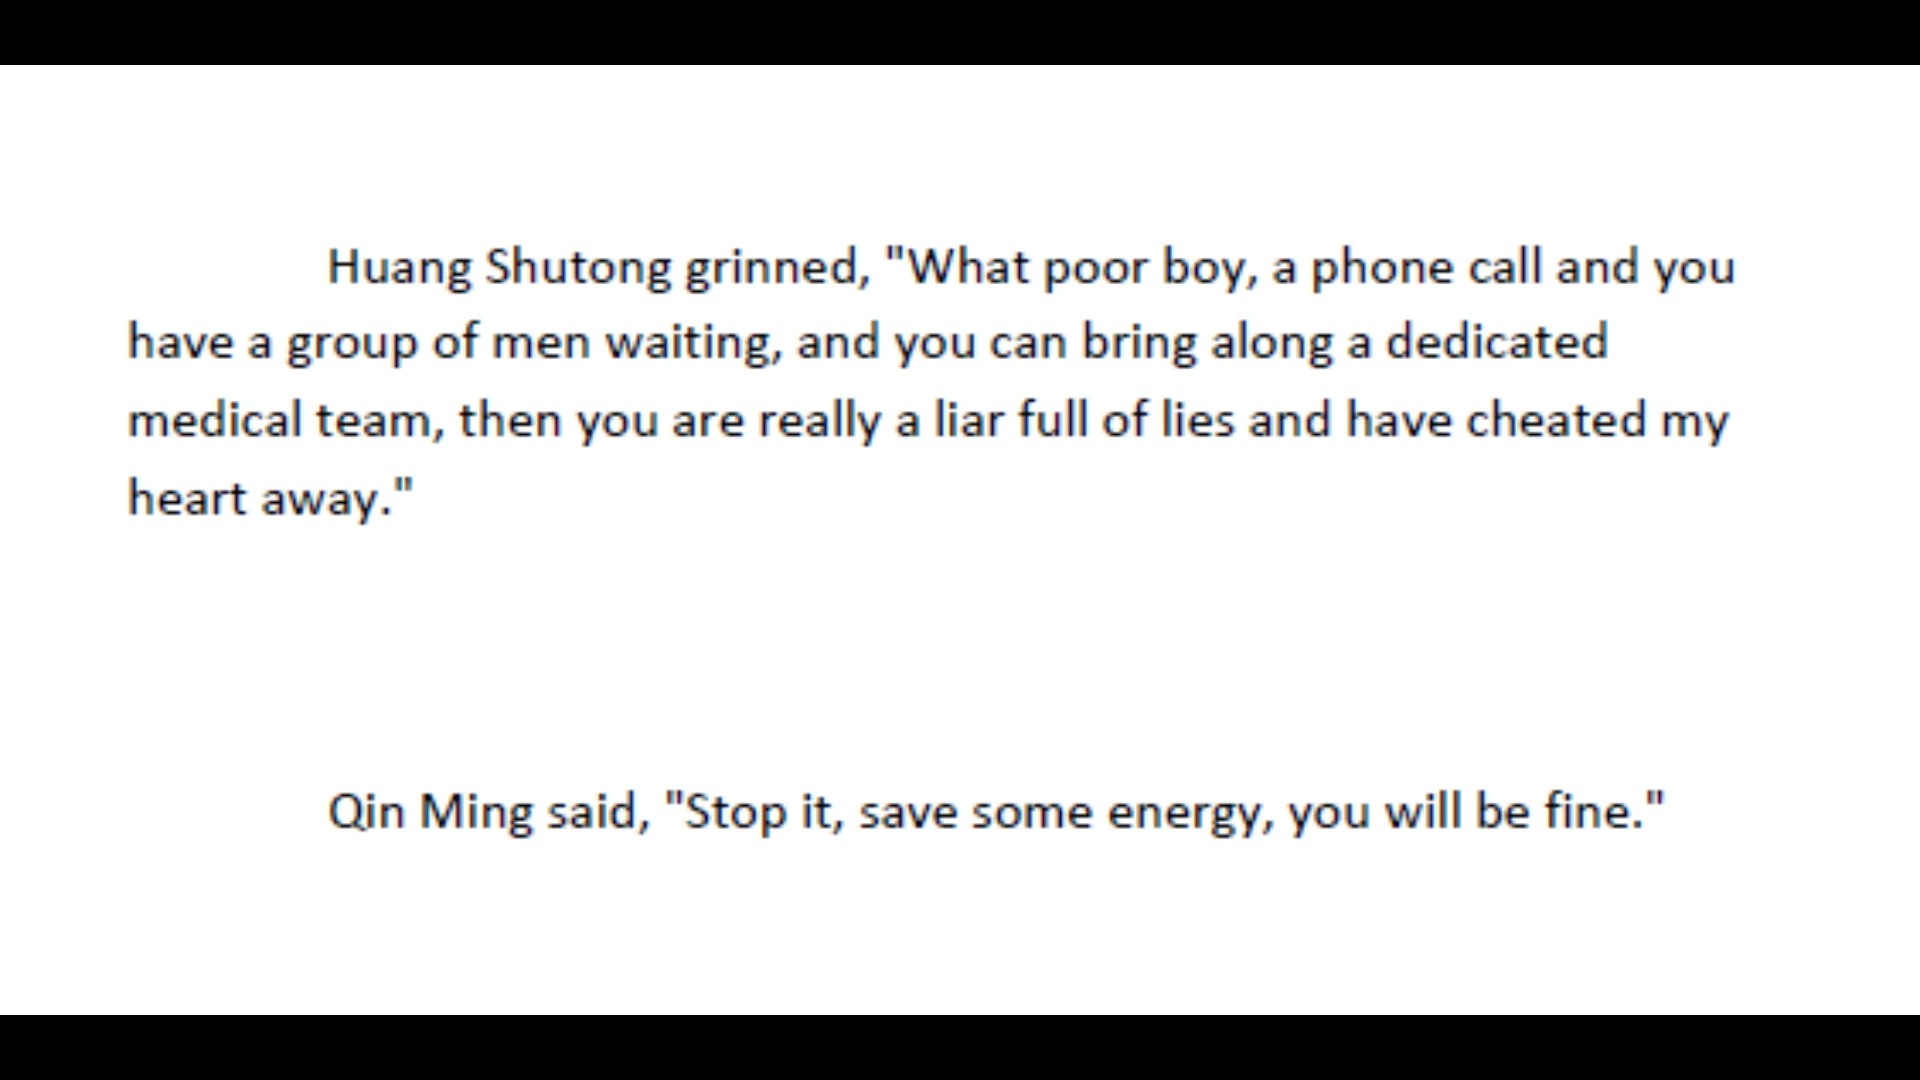 Huang Shutong grinned, "What poor boy, a phone call and you
have a group of men waiting, and you can bring along a dedicated
medical team, then you are really a liar full of lies and have cheated my
heart away."
Qin Ming said, "Stop it, save some energy, you will be fine."